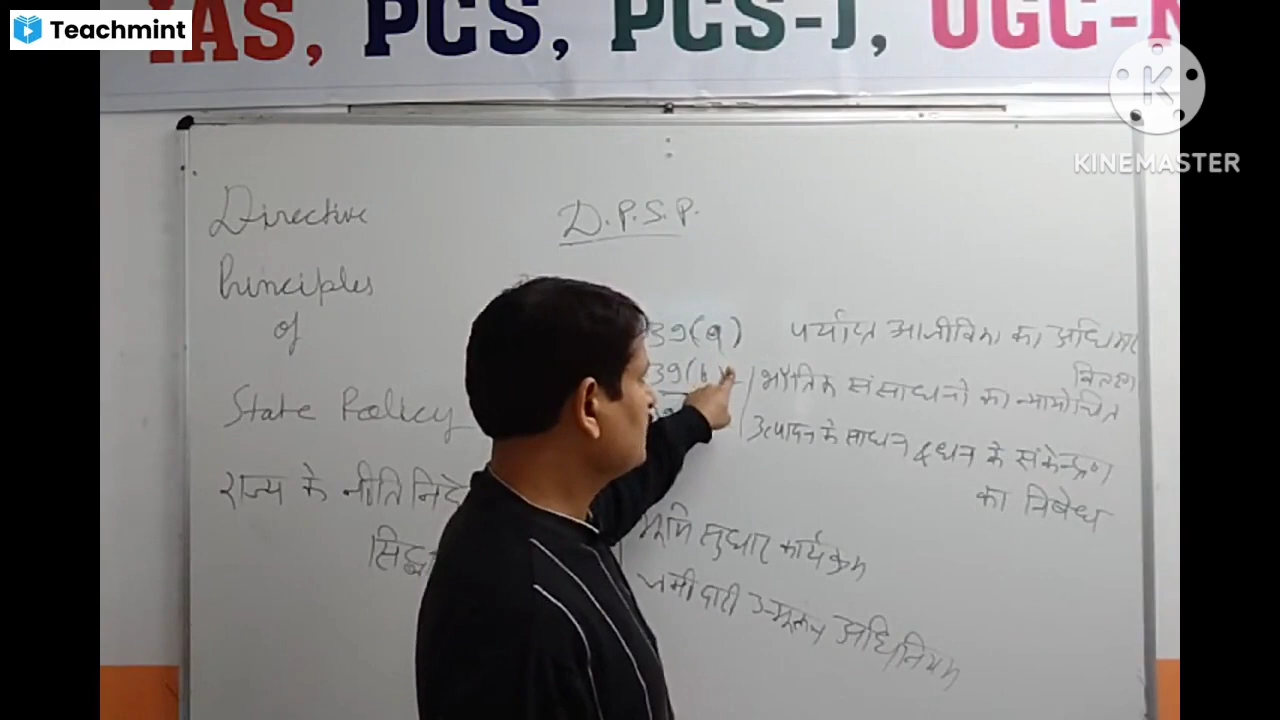 Teachmint
IAS, PCS, PCS-J, UGC-N
K
KINEMASTER
Directive
Principles
of
State Policy
राज्य के नीति
D.P.S.P.
39(a) पर्याप्त आजीविका का अधिकार
39(b) भौतिक संसाधनो का न्यायोचित
वितरण
उत्पादन के साधन & धन के संकेन्द्रण
का निषेध
भूमि सुधार कार्यक्रम
जमीदारी उन्मूलन अधिनियम